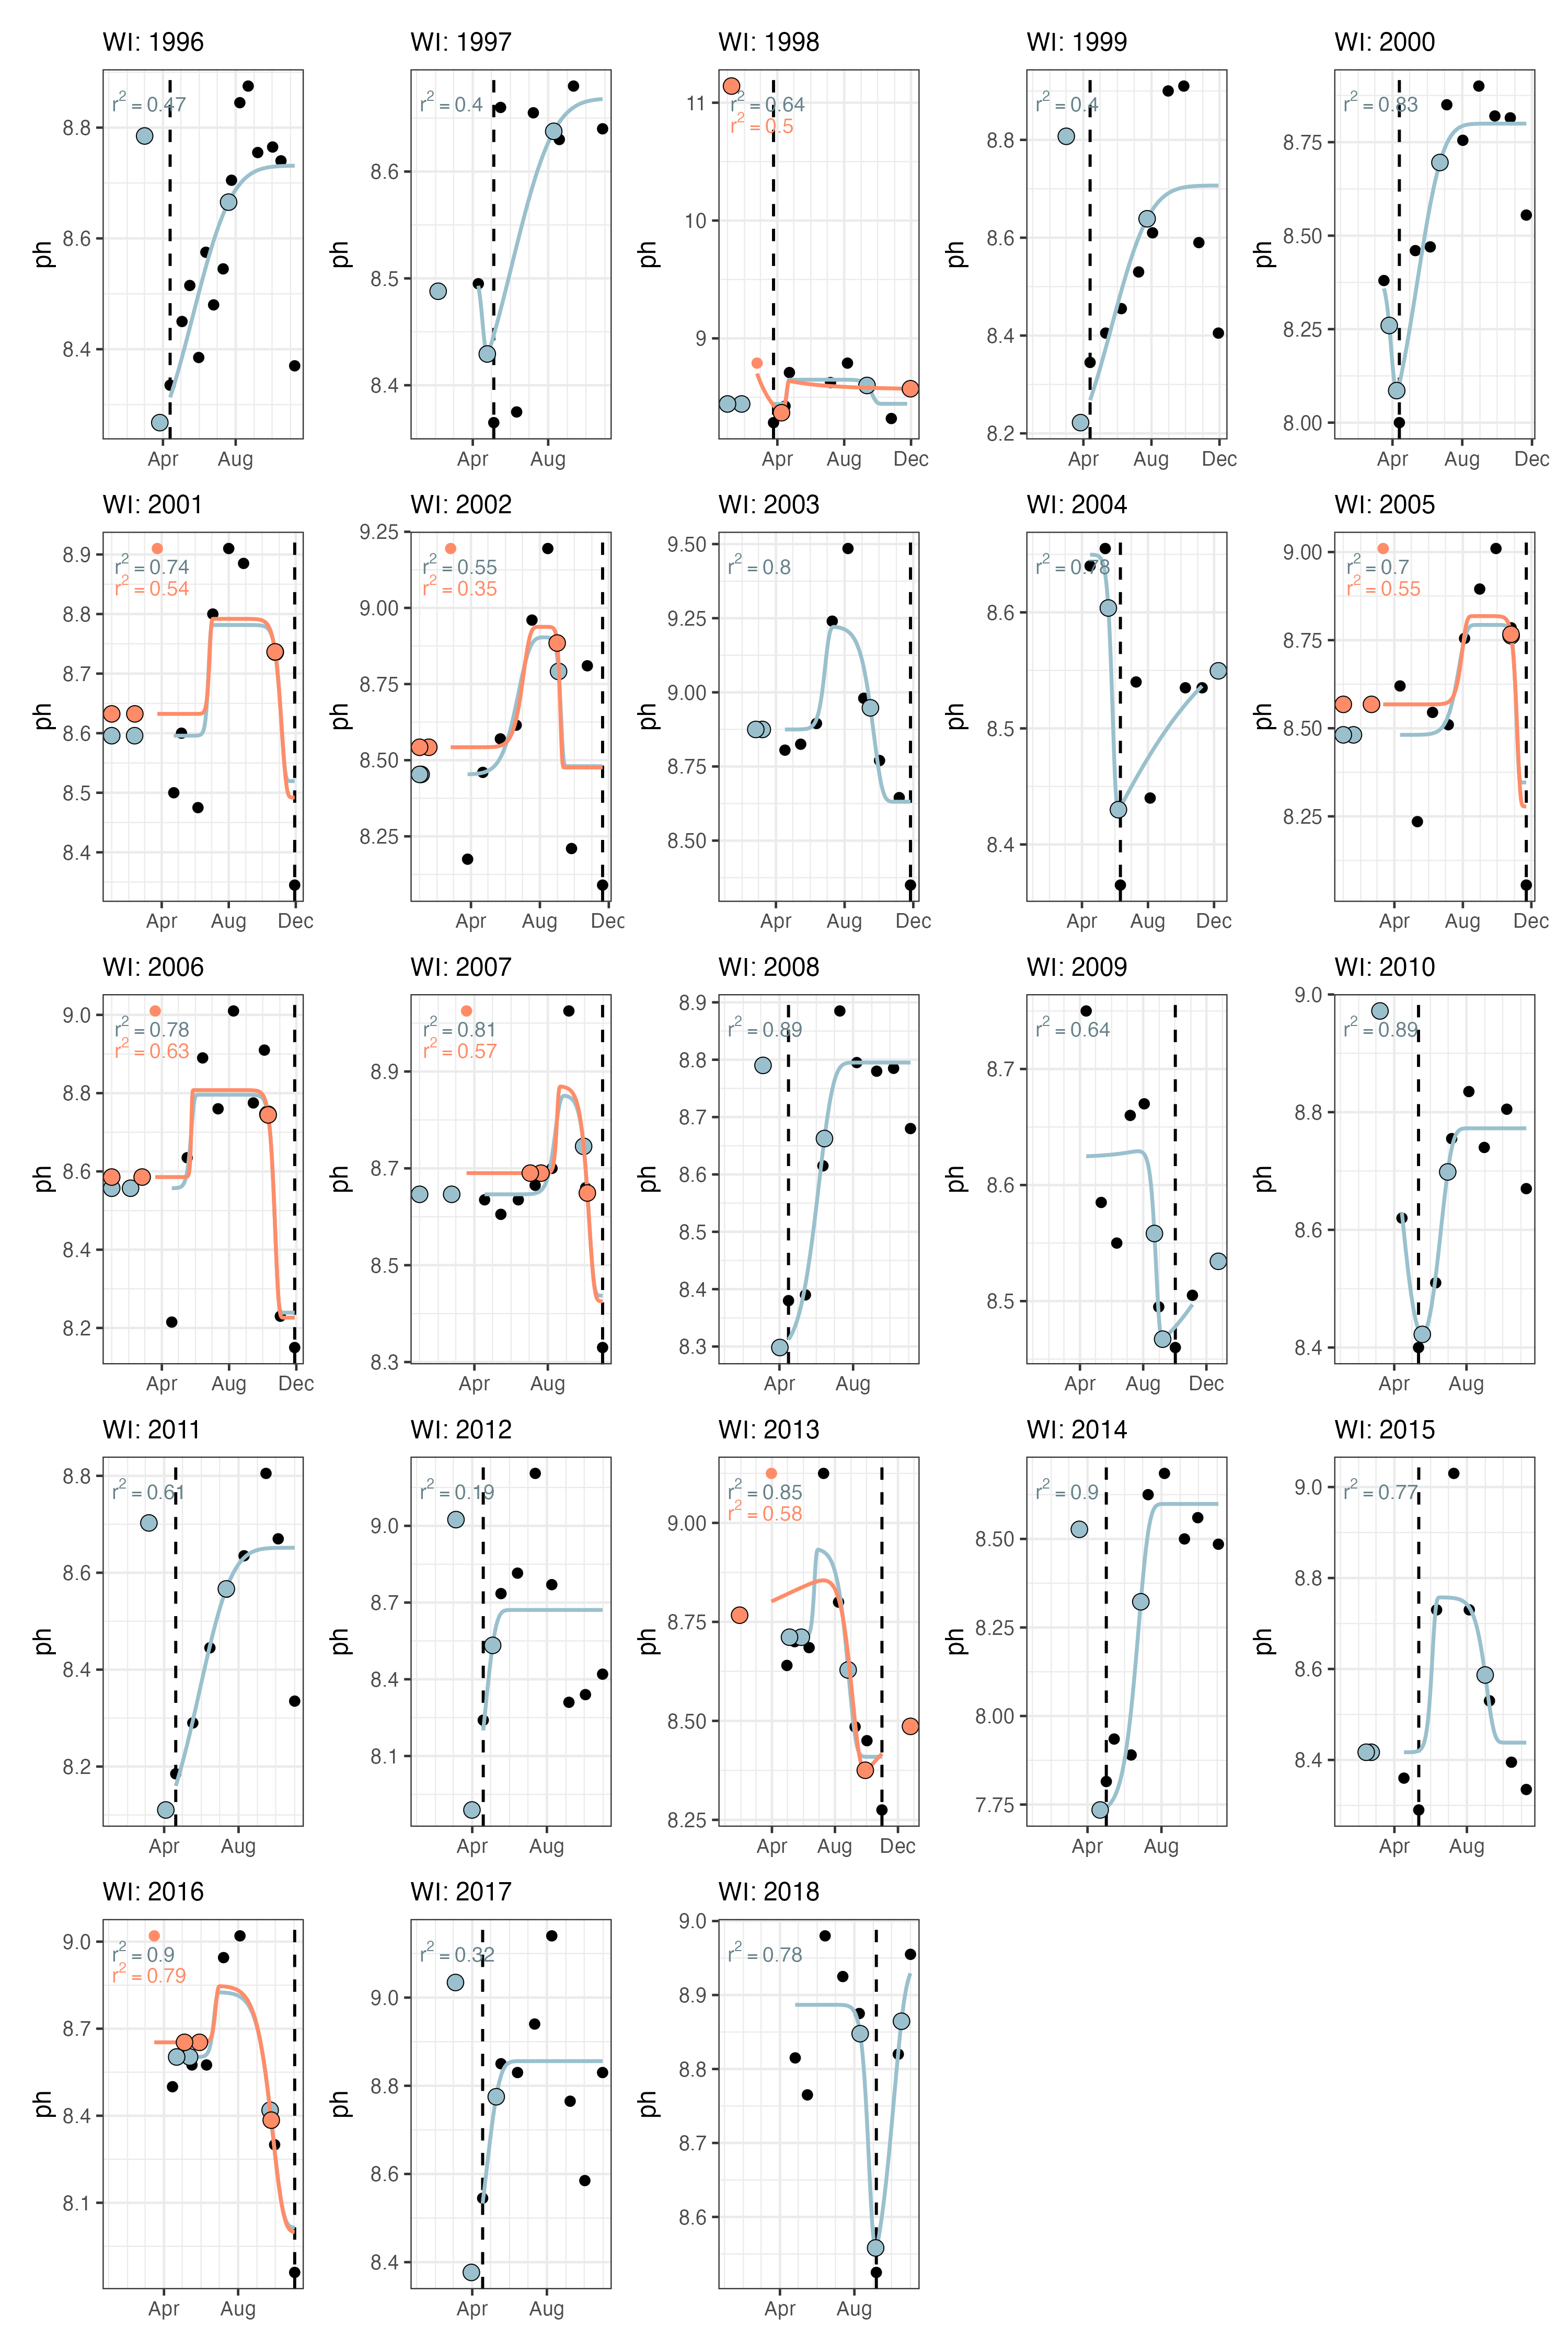 WI: 1996
r² = 0.47
8.8
8.6
8.4
ph
Apr Aug
WI: 1997
r² = 0.4
8.6
8.5
8.4
ph
Apr Aug
WI: 1998
r² = 0.64
r² = 0.5
11
10
9
ph
Apr Aug Dec
WI: 1999
r² = 0.4
8.8
8.6
8.4
8.2
ph
Apr Aug Dec
WI: 2000
r² = 0.83
8.75
8.50
8.25
8.00
ph
Apr Aug Dec
WI: 2001
r² = 0.74
r² = 0.54
8.9
8.8
8.7
8.6
8.5
8.4
ph
Apr Aug Dec
WI: 2002
r² = 0.55
r² = 0.35
9.25
9.00
8.75
8.50
8.25
ph
Apr Aug Dec
WI: 2003
r² = 0.8
9.50
9.25
9.00
8.75
8.50
ph
Apr Aug Dec
WI: 2004
r² = 0.78
8.6
8.5
8.4
ph
Apr Aug Dec
WI: 2005
r² = 0.7
r² = 0.55
9.00
8.75
8.50
8.25
ph
Apr Aug Dec
WI: 2006
r² = 0.78
r² = 0.63
9.0
8.8
8.6
8.4
8.2
ph
Apr Aug Dec
WI: 2007
r² = 0.81
r² = 0.57
8.9
8.7
8.5
8.3
ph
Apr Aug
WI: 2008
r² = 0.89
8.9
8.8
8.7
8.6
8.5
8.4
8.3
ph
Apr Aug
WI: 2009
r² = 0.64
8.7
8.6
8.5
ph
Apr Aug Dec
WI: 2010
r² = 0.89
9.0
8.8
8.6
8.4
ph
Apr Aug
WI: 2011
r² = 0.61
8.8
8.6
8.4
8.2
ph
Apr Aug
WI: 2012
r² = 0.19
9.0
8.7
8.4
8.1
ph
Apr Aug
WI: 2013
r² = 0.85
r² = 0.58
9.00
8.75
8.50
8.25
ph
Apr Aug Dec
WI: 2014
r² = 0.9
8.50
8.25
8.00
7.75
ph
Apr Aug
WI: 2015
r² = 0.77
9.0
8.8
8.6
8.4
ph
Apr Aug
WI: 2016
r² = 0.9
r² = 0.79
9.0
8.7
8.4
8.1
ph
Apr Aug
WI: 2017
r² = 0.32
9.0
8.8
8.6
8.4
ph
Apr Aug
WI: 2018
r² = 0.78
9.0
8.9
8.8
8.7
8.6
ph
Apr Aug